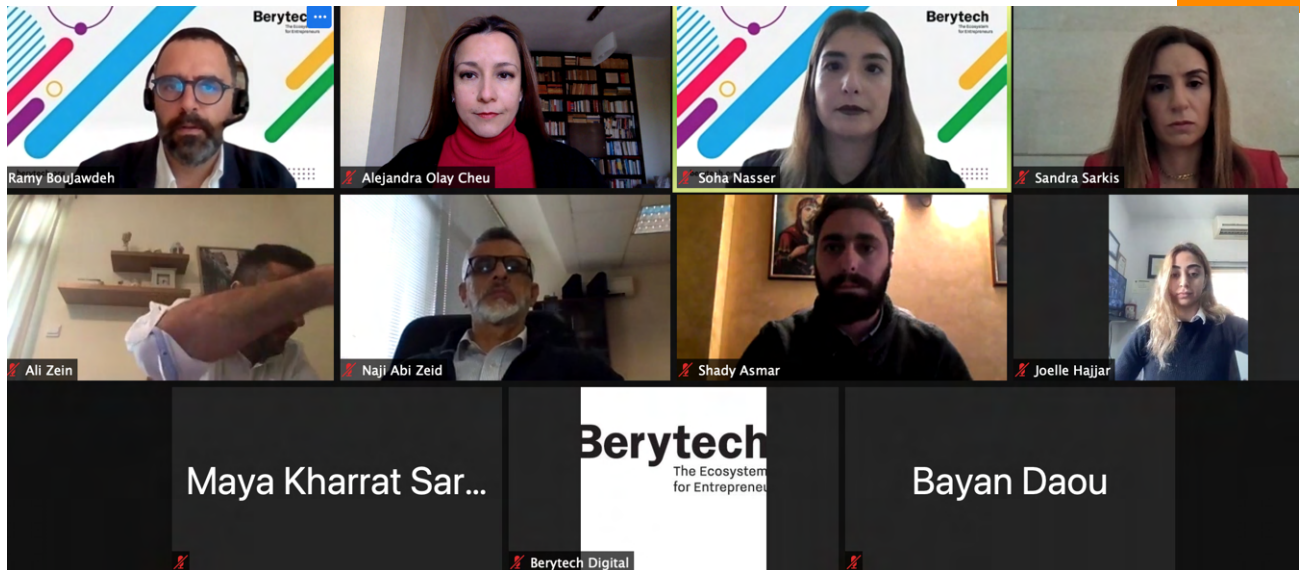 Berytech
The Ecosystem
for Entrepreneurs
Ramy BouJawdeh
Alejandra Olay Cheu
Berytech
The Ecosystem
for Entrepreneurs
Soha Nasser
Sandra Sarkis
Ali Zein
Naji Abi Zeid
Shady Asmar
Joelle Hajjar
Maya Kharrat Sar...
Berytech
The Ecosystem
for Entrepreneu
Berytech Digital
Bayan Daou